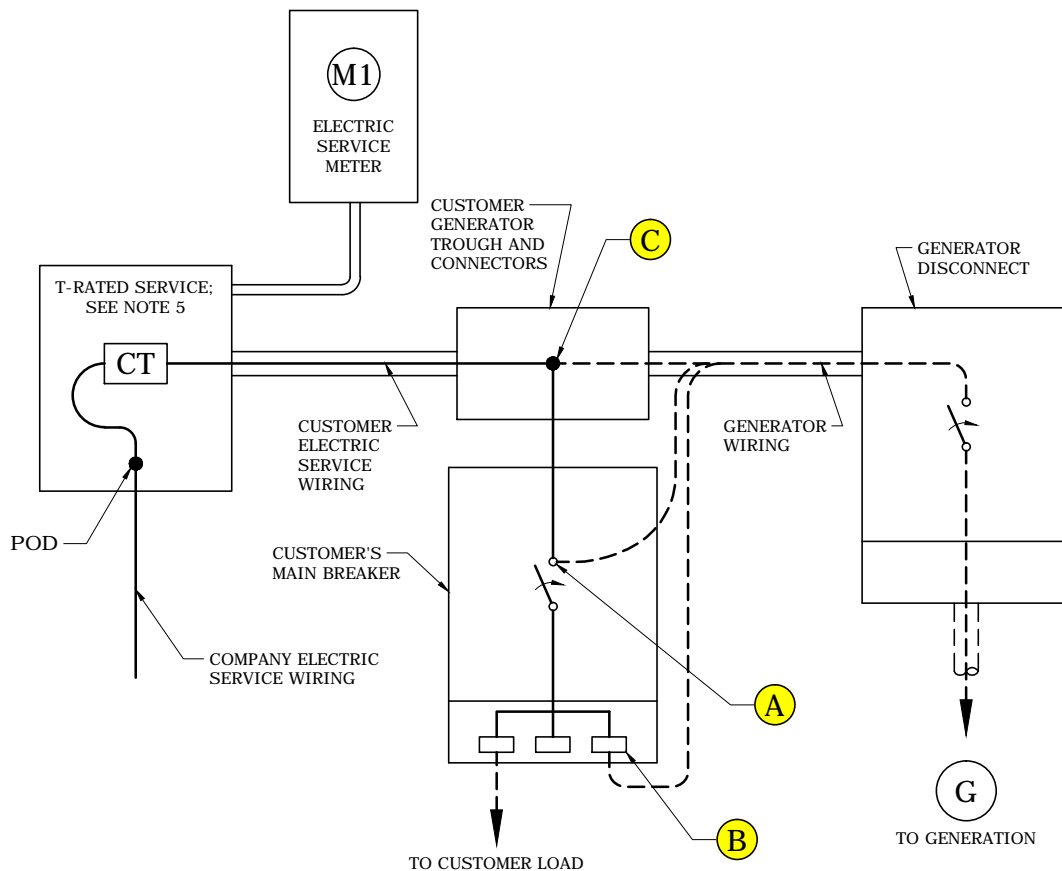 M1
ELECTRIC
SERVICE
METER
CUSTOMER
GENERATOR
TROUGH AND
CONNECTORS
C
GENERATOR
DISCONNECT
T-RATED SERVICE;
SEE NOTE 5
CT
CUSTOMER
ELECTRIC
SERVICE
WIRING
GENERATOR
WIRING
POD
CUSTOMER'S
MAIN BREAKER
COMPANY ELECTRIC
SERVICE WIRING
A
G
B
TO GENERATION
TO CUSTOMER LOAD